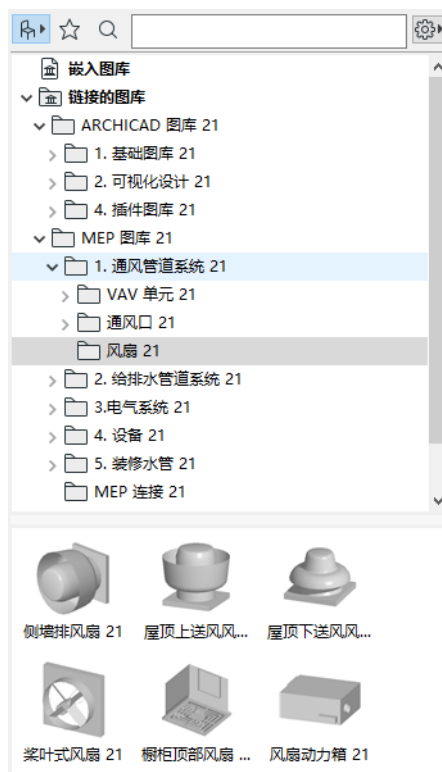 嵌入图库
链接的图库
ARCHICAD 图库 21
1. 基础图库 21
2. 可视化设计 21
4. 插件图库 21
MEP 图库 21
1. 通风管道系统 21
VAV 单元 21
通风口 21
风扇 21
2. 给排水管道系统 21
3.电气系统 21
4. 设备 21
5. 装修水管 21
MEP 连接 21
侧墙排风扇 21 屋顶上送风风... 屋顶下送风风...
桨叶式风扇 21 橱柜顶部风扇 ... 风扇动力箱 21